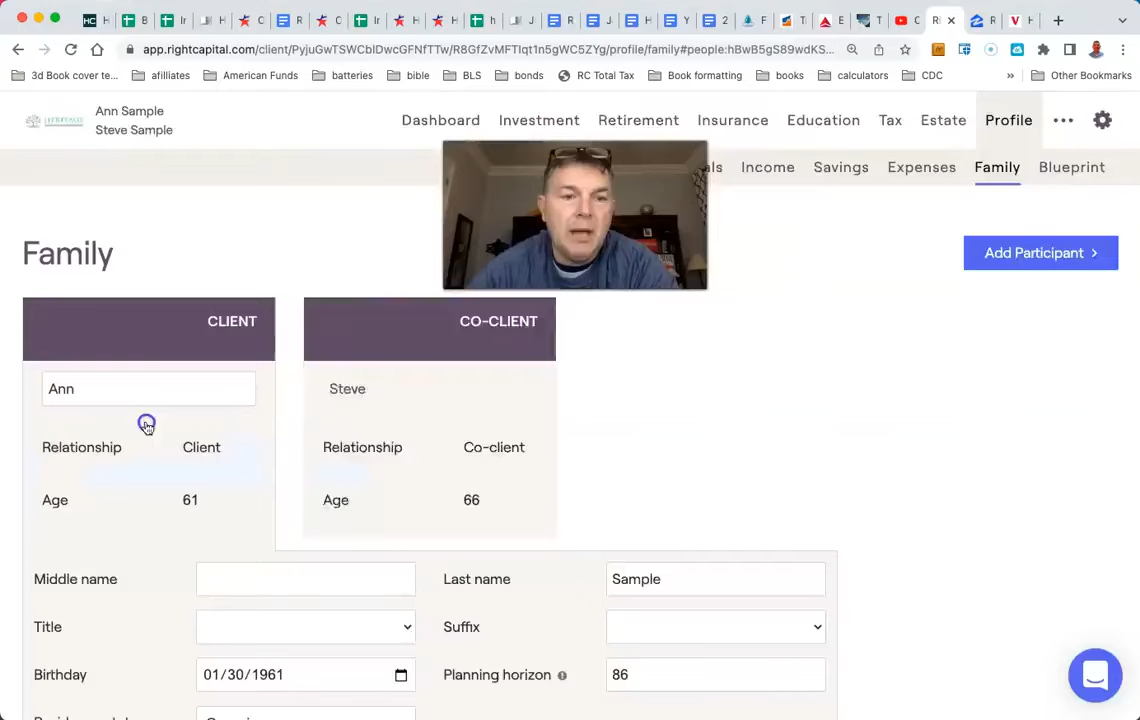 app.rightcapital.com/client/PyjuGwTSWCblDwcGFNfTTw/R8GfZvMFTIqt1n5gWC5ZYg/profile/family#people:hBwB5gS89wdKS...
3d Book cover te... afiliates American Funds batteries bible BLS bonds RC Total Tax Book formatting books calculators CDC » Other Bookmarks
Ann Sample
Steve Sample
Dashboard Investment Retirement Insurance Education Tax Estate Profile
als Income Savings Expenses Family Blueprint
Family
Add Participant
CLIENT CO-CLIENT
Ann Steve
Relationship Client Relationship Co-client
Age 61 Age 66
Middle name Last name Sample
Title Suffix
Birthday 01/30/1961 Planning horizon 86